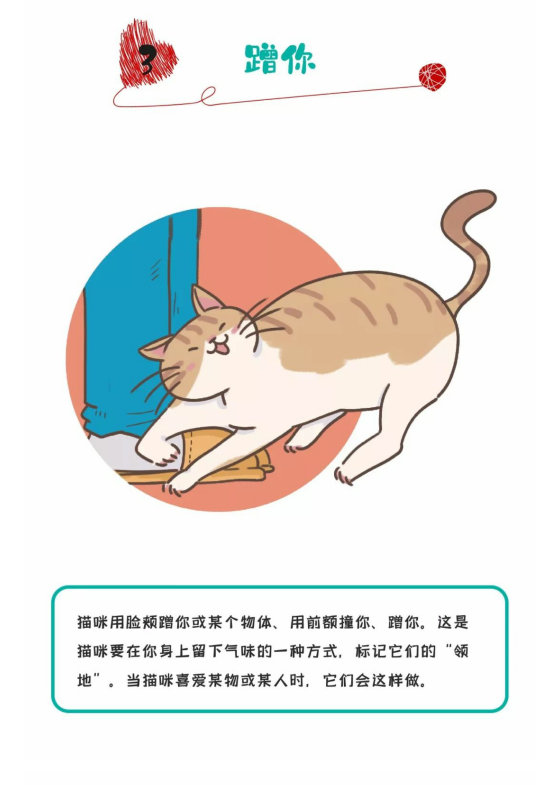 3
蹭你
猫咪用脸颊蹭你或某个物体、用前额撞你、蹭你。这是
猫咪要在你身上留下气味的一种方式，标记它们的“领
地”。当猫咪喜爱某物或某人时，它们会这样做。